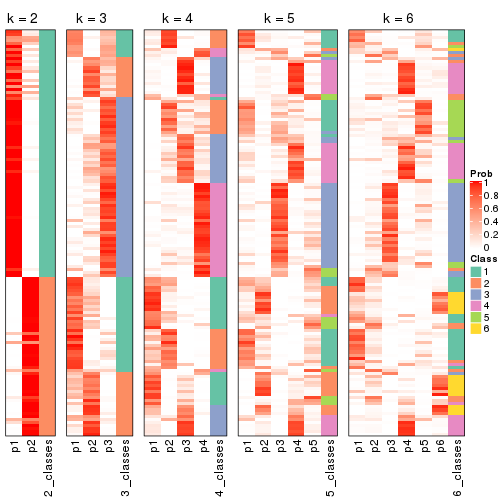 k = 2
k = 3
k = 4
k = 5
k = 6
p1
p2
2_classes
p1
p2
p3
3_classes
p1
p2
p3
p4
4_classes
p1
p2
p3
p4
p5
5_classes
p1
p2
p3
p4
p5
p6
6_classes
Prob
1
0.8
0.6
0.4
0.2
0
Class
1
2
3
4
5
6